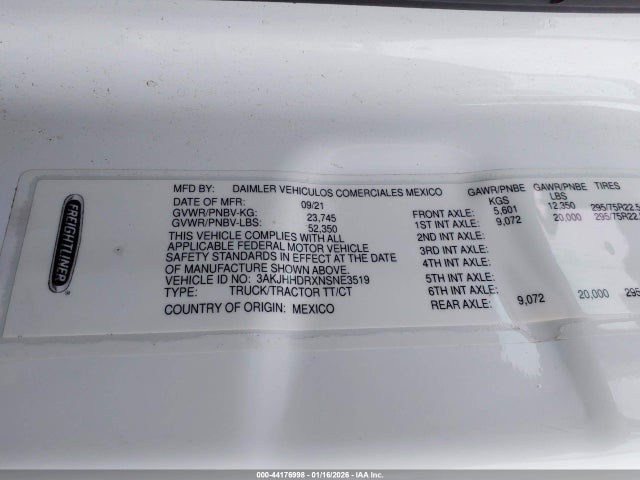 FREIGHTLINER®
MFD BY: DAIMLER VEHICULOS COMERCIALES MEXICO
DATE OF MFR: 09/21
GVWR/PNBV-KG: 23,745
GVWR/PNBV-LBS: 52,350
THIS VEHICLE COMPLIES WITH ALL
APPLICABLE FEDERAL MOTOR VEHICLE
SAFETY STANDARDS IN EFFECT AT THE DATE
OF MANUFACTURE SHOWN ABOVE.
VEHICLE ID NO: 3AKJHHDRXNSNE3519
TYPE: TRUCK/TRACTOR TT/CT
COUNTRY OF ORIGIN: MEXICO
GAWR/PNBE GAWR/PNBE TIRES
KGS LBS
FRONT AXLE: 5,601 12,350 295/75R22.5
1ST INT AXLE: 9,072 20,000 295/75R22.
2ND INT AXLE:
3RD INT AXLE:
4TH INT AXLE:
5TH INT AXLE:
6TH INT AXLE:
REAR AXLE: 9,072 20,000 295
000-44176998 - 01/16/2026 - IAA Inc.